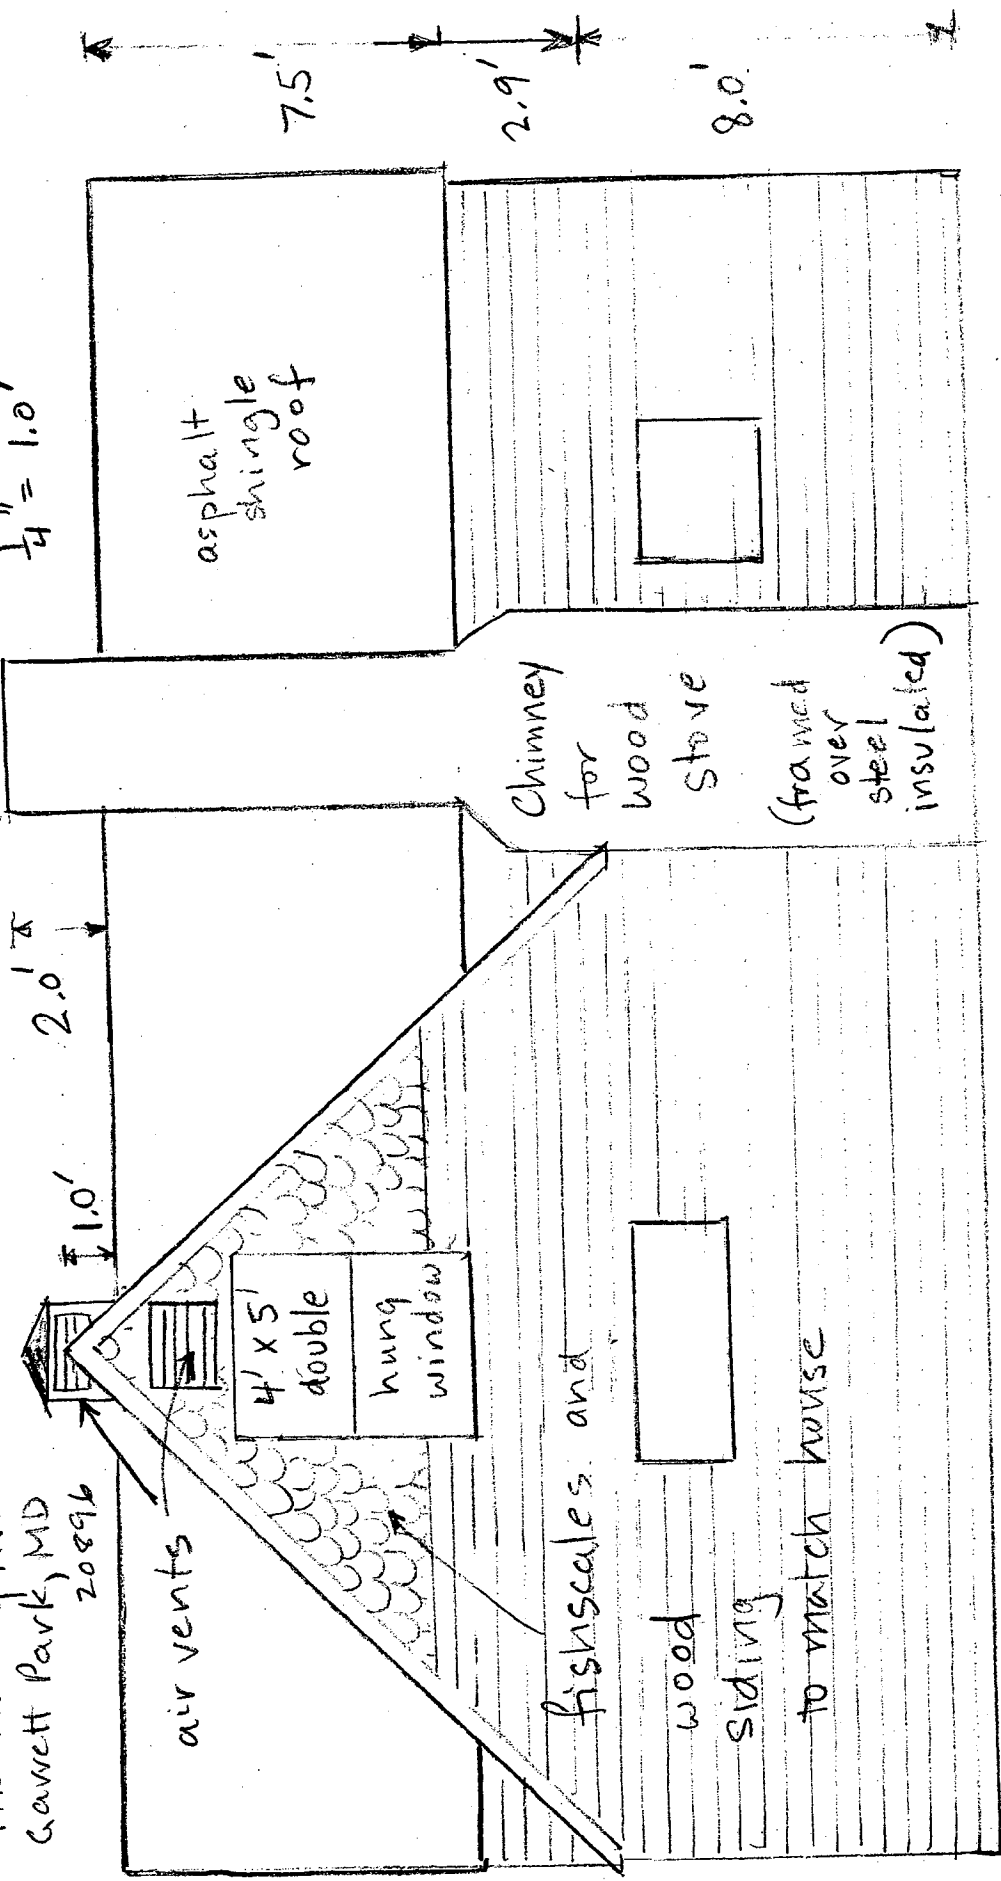 Garrett Park, MD
20896
1/4" = 1.0'
1.0'
2.0'
7.5'
2.9'
8.0'
air vents
4' x 5'
double
hung
window
asphalt
shingle
roof
Chimney
for
wood
stove
(framed
over
steel
insulated)
fishscales and
wood
siding
to match house